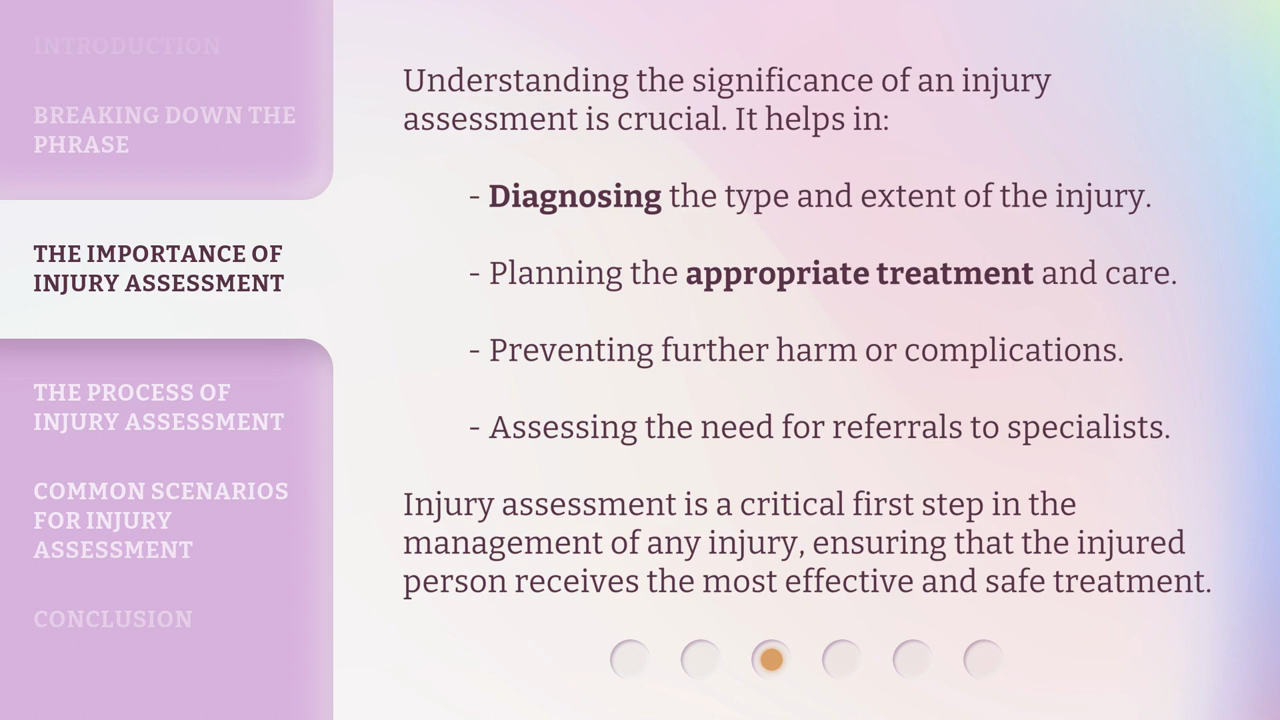 INTRODUCTION
BREAKING DOWN THE
PHRASE
THE IMPORTANCE OF
INJURY ASSESSMENT
THE PROCESS OF
INJURY ASSESSMENT
COMMON SCENARIOS
FOR INJURY
ASSESSMENT
CONCLUSION
Understanding the significance of an injury
assessment is crucial. It helps in:
- Diagnosing the type and extent of the injury.
- Planning the appropriate treatment and care.
- Preventing further harm or complications.
- Assessing the need for referrals to specialists.
Injury assessment is a critical first step in the
management of any injury, ensuring that the injured
person receives the most effective and safe treatment.